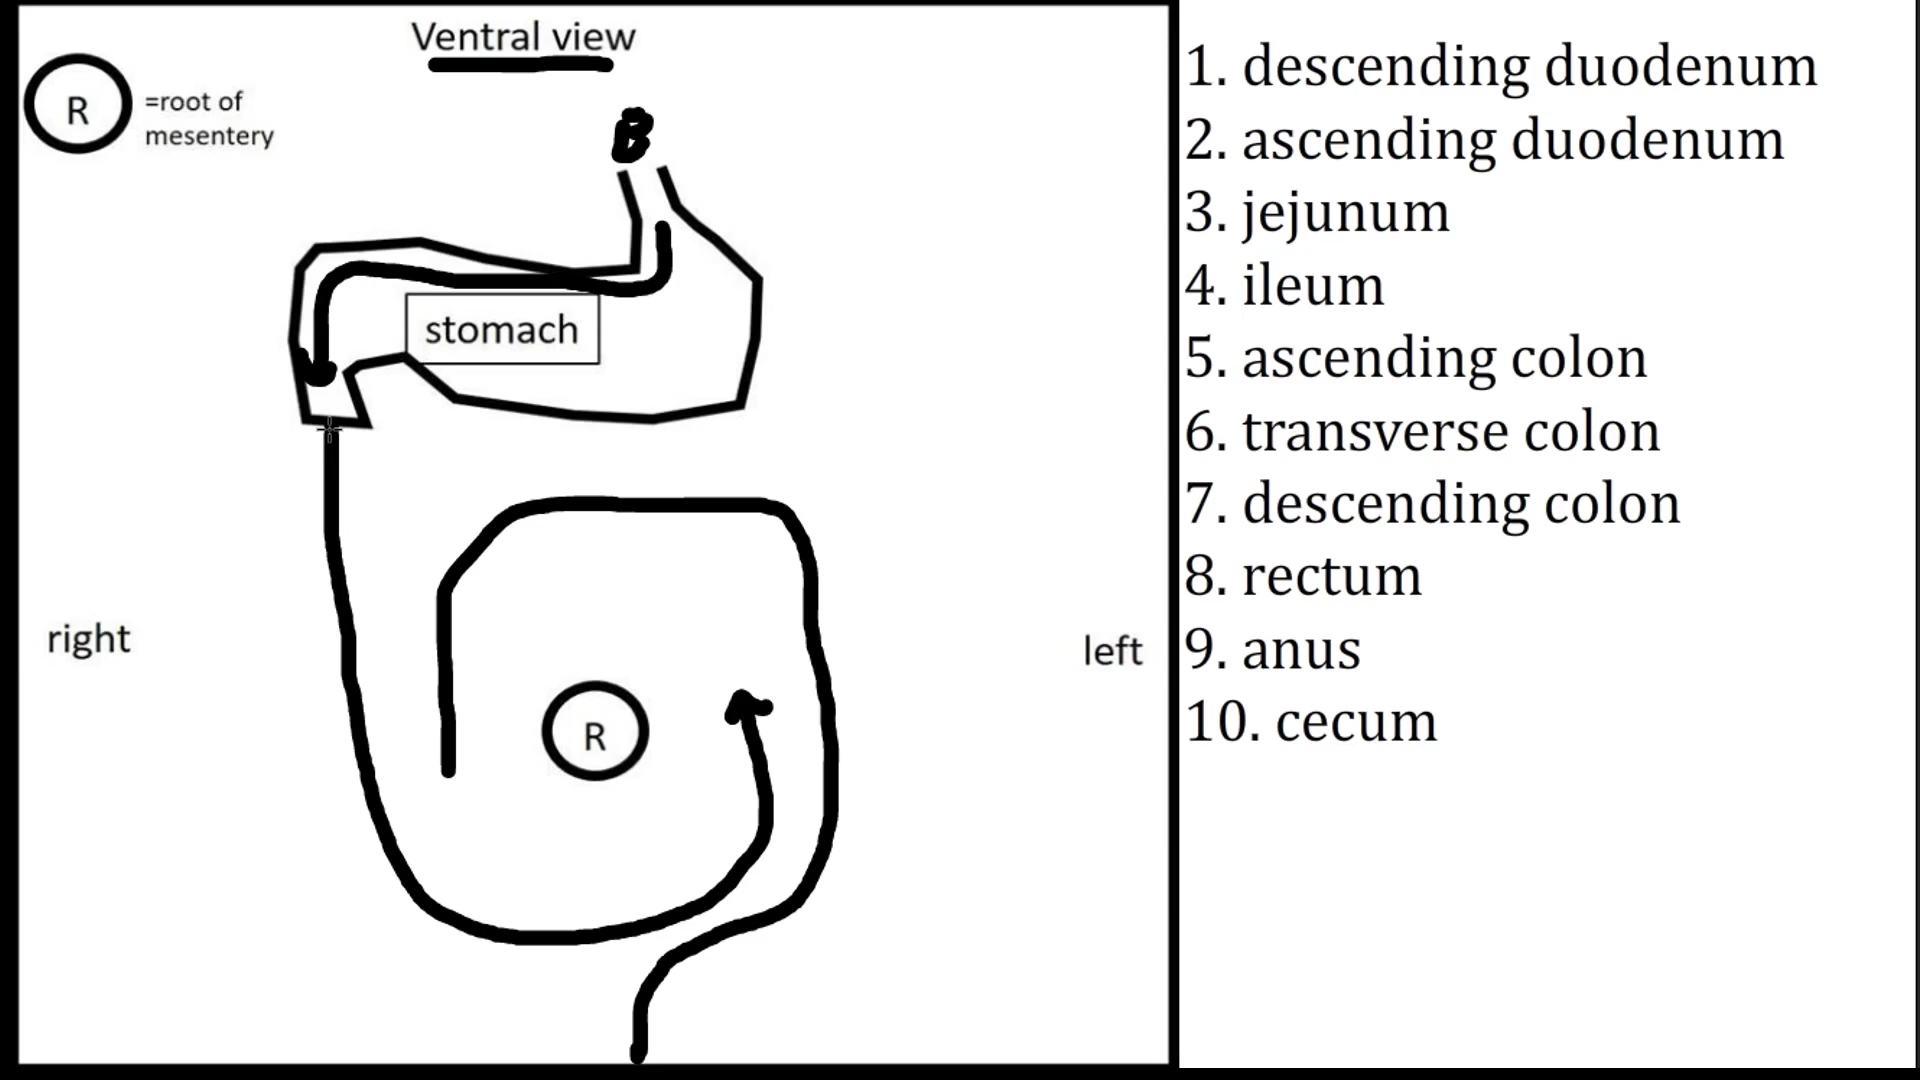 Ventral view
R
=root of
mesentery
B
stomach
right
left
R
1. descending duodenum
2. ascending duodenum
3. jejunum
4. ileum
5. ascending colon
6. transverse colon
7. descending colon
8. rectum
9. anus
10. cecum